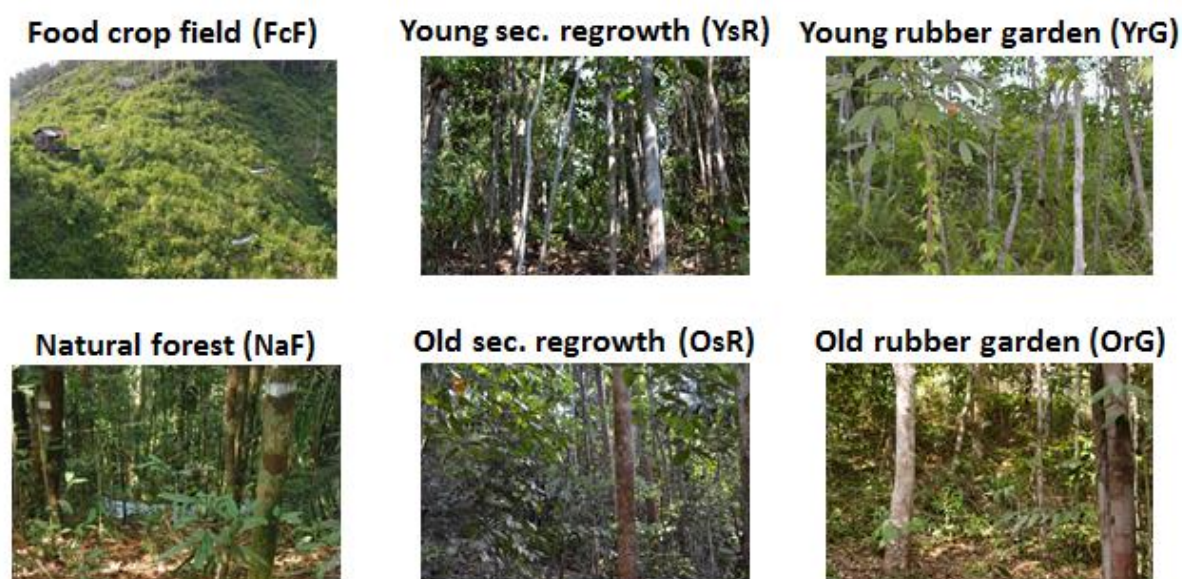 Food crop field (FcF)
Young sec. regrowth (YsR)
Young rubber garden (YrG)
Natural forest (NaF)
Old sec. regrowth (OsR)
Old rubber garden (OrG)